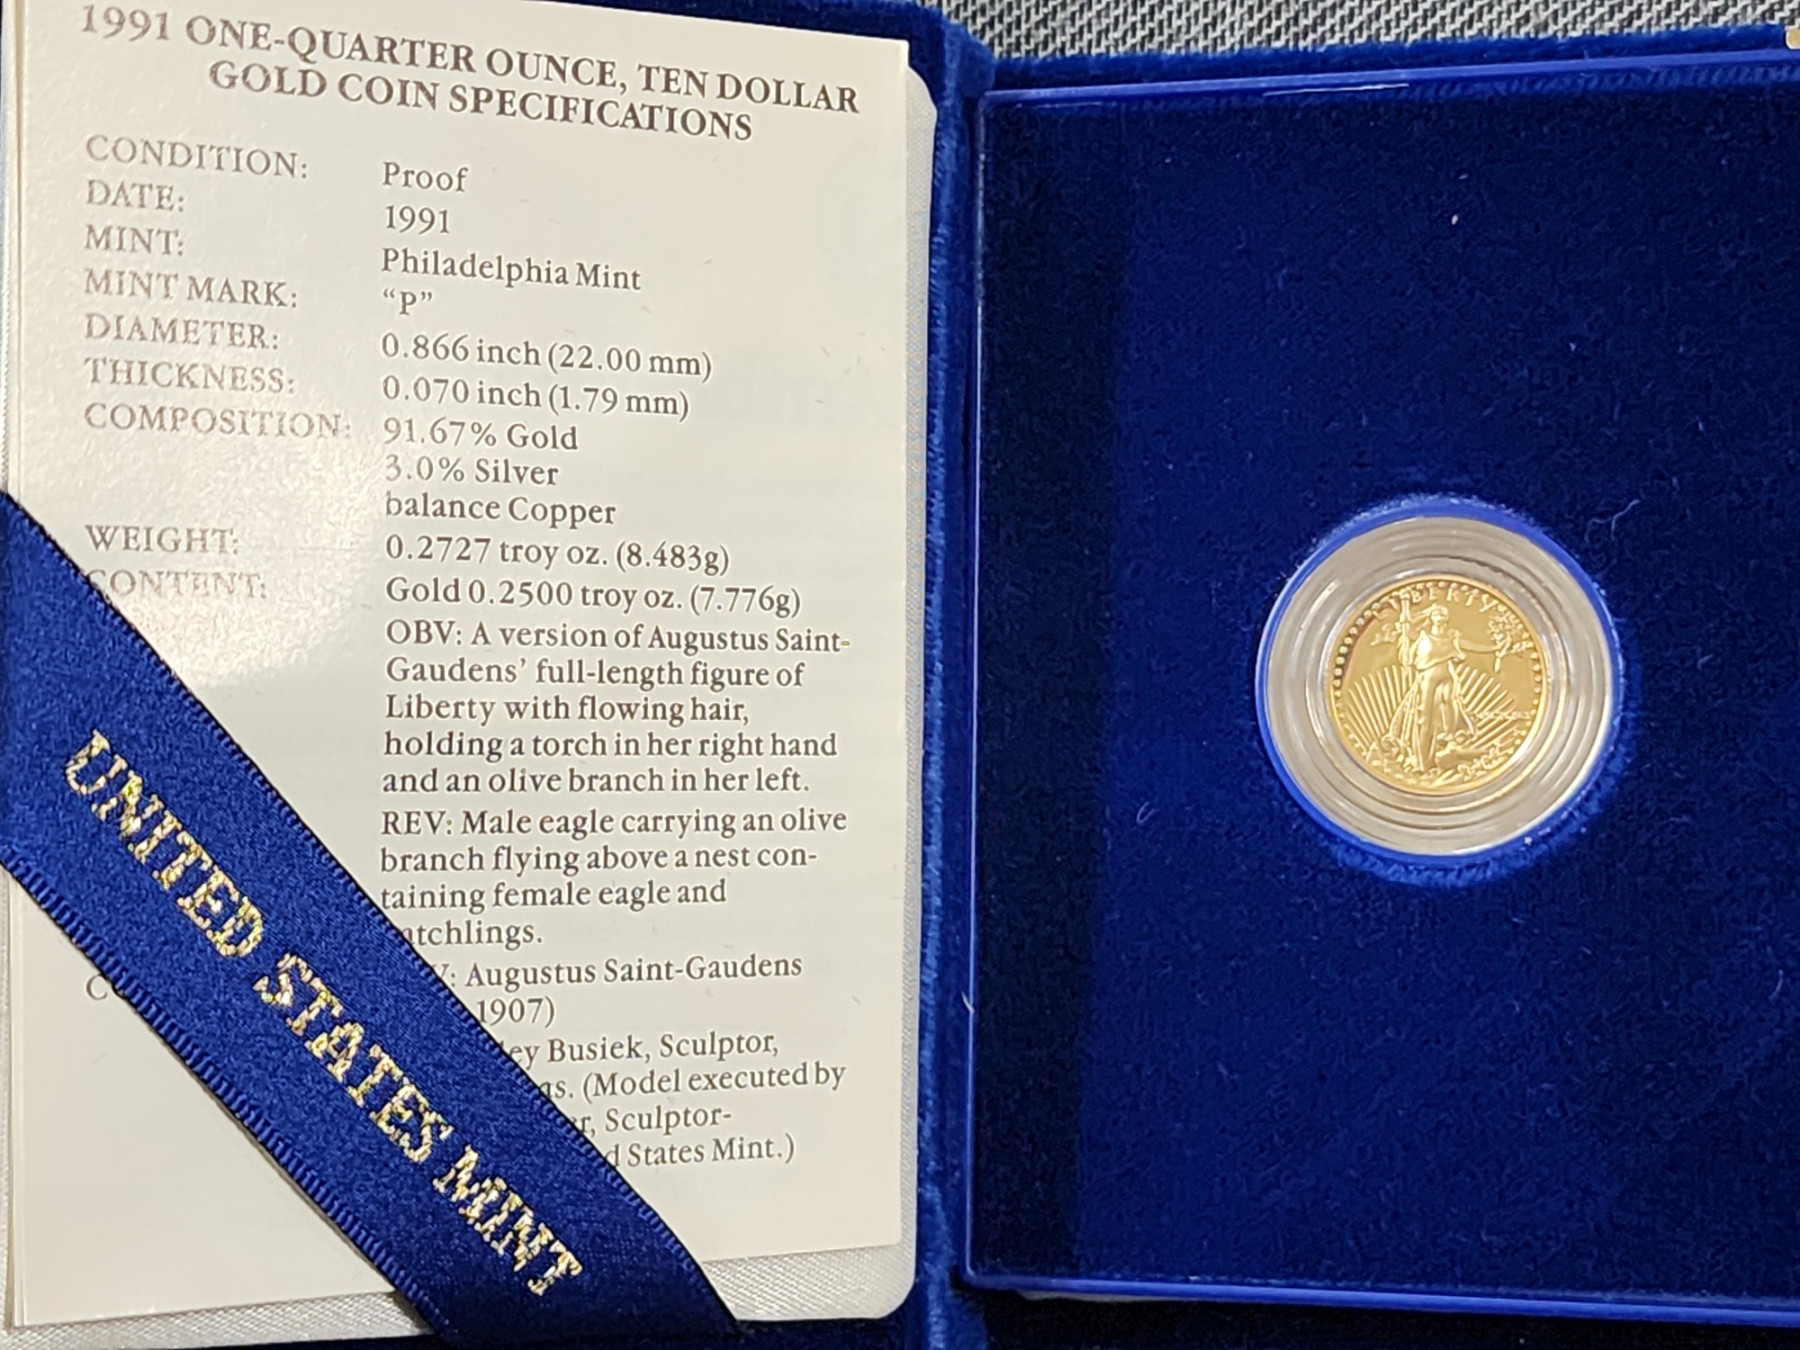 1991 ONE-QUARTER OUNCE, TEN DOLLAR
GOLD COIN SPECIFICATIONS
CONDITION: Proof
DATE: 1991
MINT: Philadelphia Mint
MINT MARK: "P"
DIAMETER: 0.866 inch (22.00 mm)
THICKNESS: 0.070 inch (1.79 mm)
COMPOSITION: 91.67% Gold
3.0% Silver
balance Copper
WEIGHT: 0.2727 troy oz. (8.483g)
CONTENT: Gold 0.2500 troy oz. (7.776g)
OBV: A version of Augustus Saint-
Gaudens' full-length figure of
Liberty with flowing hair,
holding a torch in her right hand
and an olive branch in her left.
REV: Male eagle carrying an olive
branch flying above a nest con-
taining female eagle and
atchlings.
: Augustus Saint-Gaudens
1907)
ey Busiek, Sculptor,
as. (Model executed by
r, Sculptor-
d States Mint.)
UNITED STATES MINT
LIBERTY